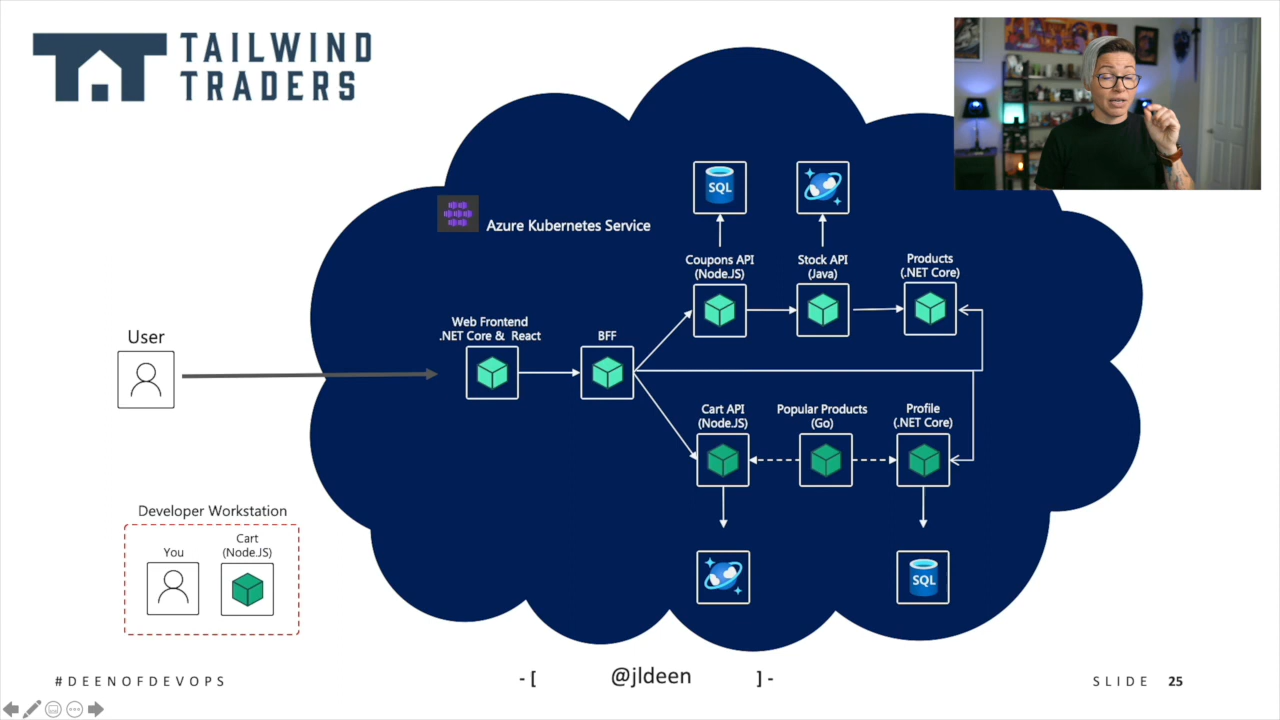 TAILWIND
TRADERS
SQL
Azure Kubernetes Service
Coupons API
(Node.JS)
Stock API
(Java)
Products
(.NET Core)
User
Web Frontend
.NET Core & React
BFF
Cart API
(Node.JS)
Popular Products
(Go)
Profile
(.NET Core)
Developer Workstation
You
Cart
(Node.JS)
SQL
#DEENOFDEVOPS
-[ @jldeen ]-
SLIDE 25